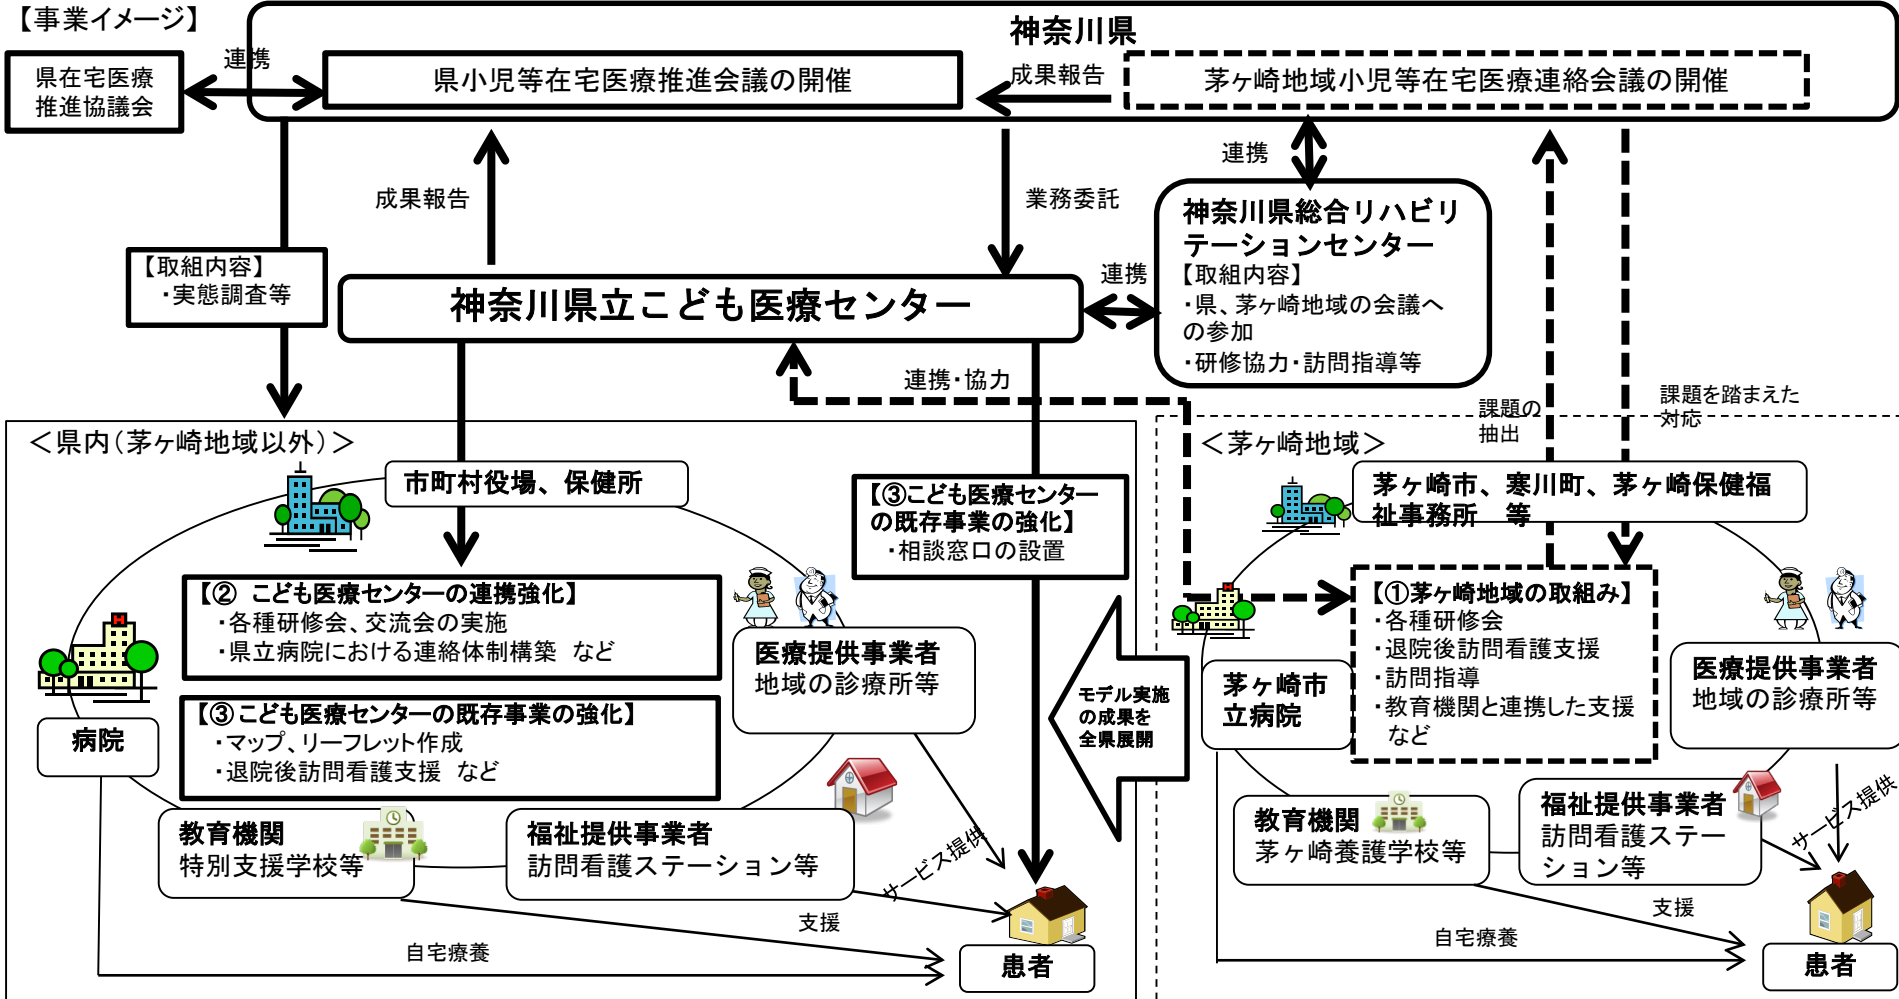 【事業イメージ】
神奈川県
県在宅医療
推進協議会
連携
県小児等在宅医療推進会議の開催
成果報告
茅ヶ崎地域小児等在宅医療連絡会議の開催
成果報告
業務委託
連携
神奈川県総合リハビリ
テーションセンター
【取組内容】
・県、茅ヶ崎地域の会議へ
の参加
・研修協力・訪問指導等
【取組内容】
・実態調査等
神奈川県立こども医療センター
連携
連携・協力
課題の
抽出
課題を踏まえた
対応
＜県内（茅ヶ崎地域以外）＞
市町村役場、保健所
【③こども医療センター
の既存事業の強化】
・相談窓口の設置
【② こども医療センターの連携強化】
・各種研修会、交流会の実施
・県立病院における連絡体制構築 など
【③こども医療センターの既存事業の強化】
・マップ、リーフレット作成
・退院後訪問看護支援 など
H
病院
医療提供事業者
地域の診療所等
教育機関
特別支援学校等
福祉提供事業者
訪問看護ステーション等
サービス提供
支援
自宅療養
患者
モデル実施
の成果を
全県展開
＜茅ヶ崎地域＞
茅ヶ崎市、寒川町、茅ヶ崎保健福
祉事務所　等
H
【①茅ヶ崎地域の取組み】
・各種研修会
・退院後訪問看護支援
・訪問指導
・教育機関と連携した支援
など
茅ヶ崎市
立病院
医療提供事業者
地域の診療所等
教育機関
茅ヶ崎養護学校等
福祉提供事業者
訪問看護ステー
ション等
サービス提供
支援
自宅療養
患者